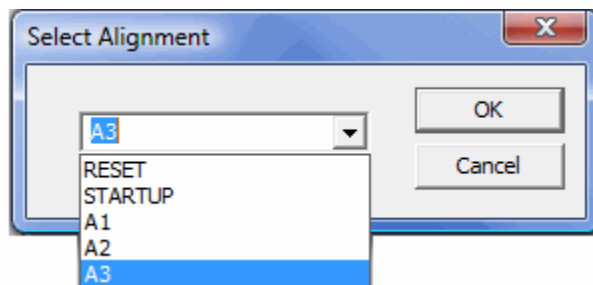 Select Alignment
A3
OK
RESET
Cancel
STARTUP
A1
A2
A3